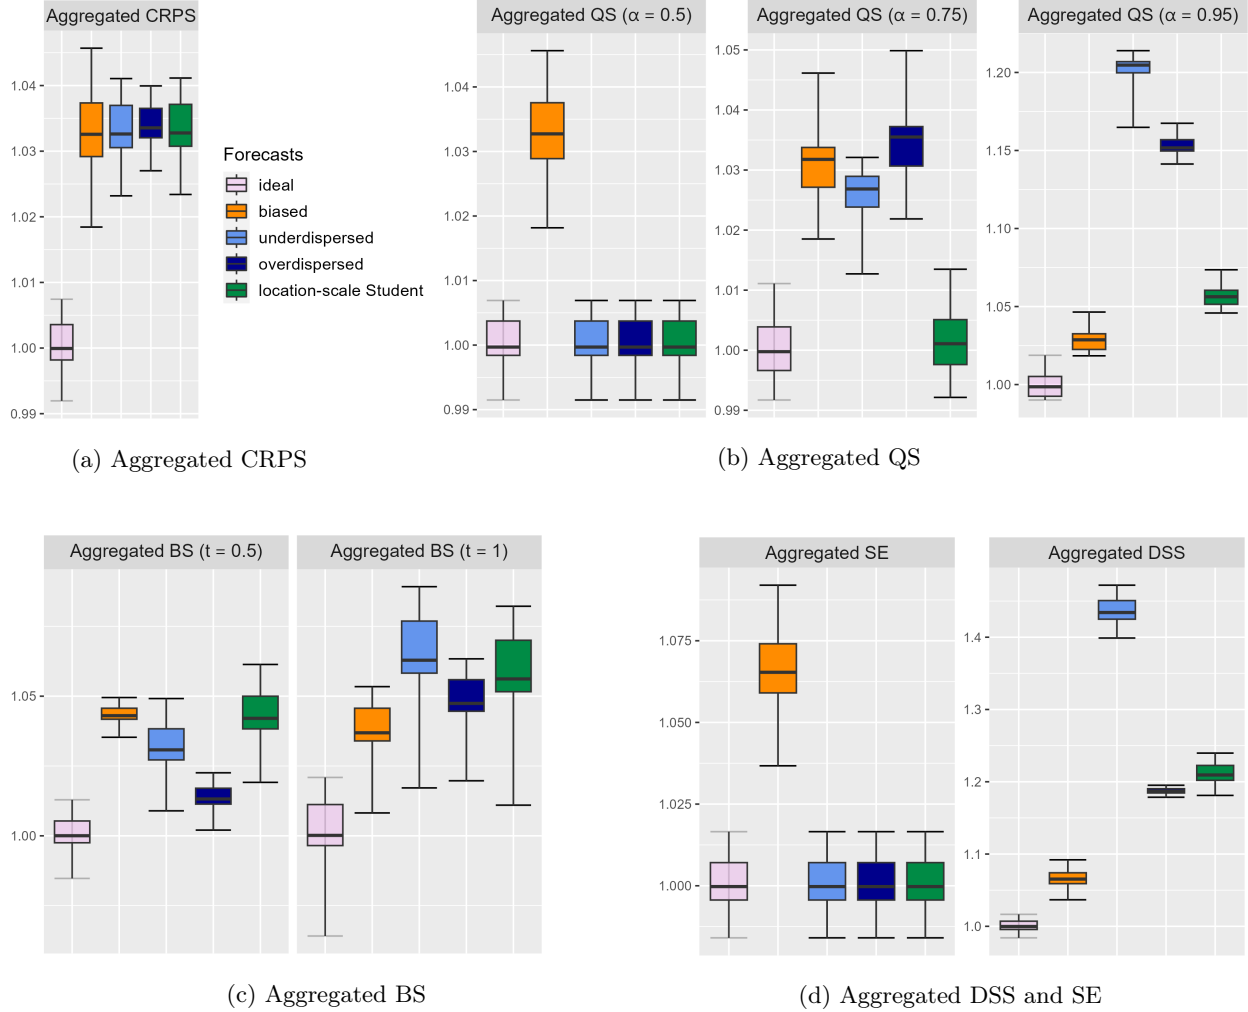 Aggregated CRPS
1.04
1.03
1.02
1.01
1.00
0.99
Forecasts
ideal
biased
underdispersed
overdispersed
location-scale Student
(a) Aggregated CRPS
Aggregated QS (α = 0.5)
1.04
1.03
1.02
1.01
1.00
0.99
Aggregated QS (α = 0.75)
1.05
1.04
1.03
1.02
1.01
1.00
0.99
Aggregated QS (α = 0.95)
1.20
1.15
1.10
1.05
1.00
(b) Aggregated QS
Aggregated BS (t = 0.5)
Aggregated BS (t = 1)
1.05
1.00
(c) Aggregated BS
Aggregated SE
1.075
1.050
1.025
1.000
Aggregated DSS
1.4
1.3
1.2
1.1
1.0
(d) Aggregated DSS and SE